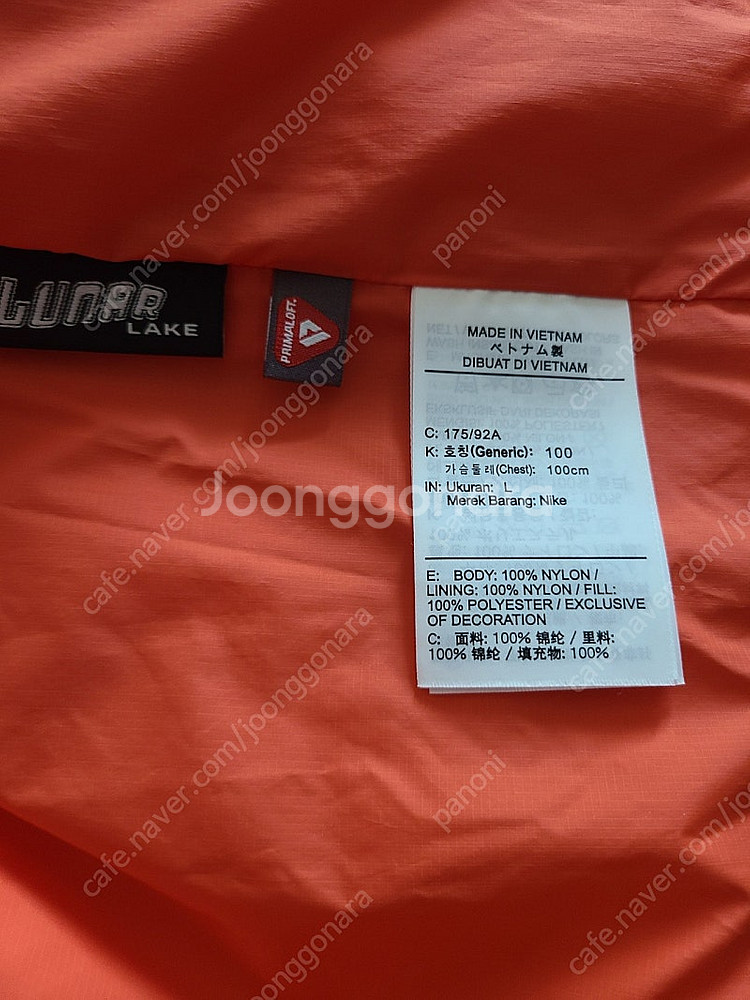 LUNAR
LAKE
PRIMALOFT.
MADE IN VIETNAM
ベトナム製
DIBUAT DI VIETNAM
C: 175/92A
K: 호칭(Generic): 100
가슴둘레(Chest): 100cm
IN: Ukuran: L
Merek Barang: Nike
E: BODY: 100% NYLON /
LINING: 100% NYLON / FILL:
100% POLYESTER / EXCLUSIVE
OF DECORATION
C: 面料: 100% 锦纶 / 里料:
100% 锦纶 / 填充物: 100%
Joonggonara
cafe.naver.com/joonggonara
panoni